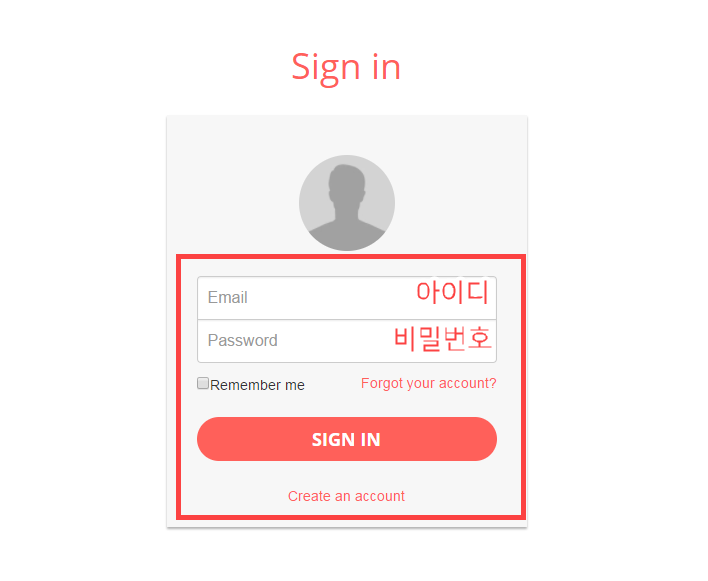 Sign in
Email 아이디
Password 비밀번호
Remember me Forgot your account?
SIGN IN
Create an account